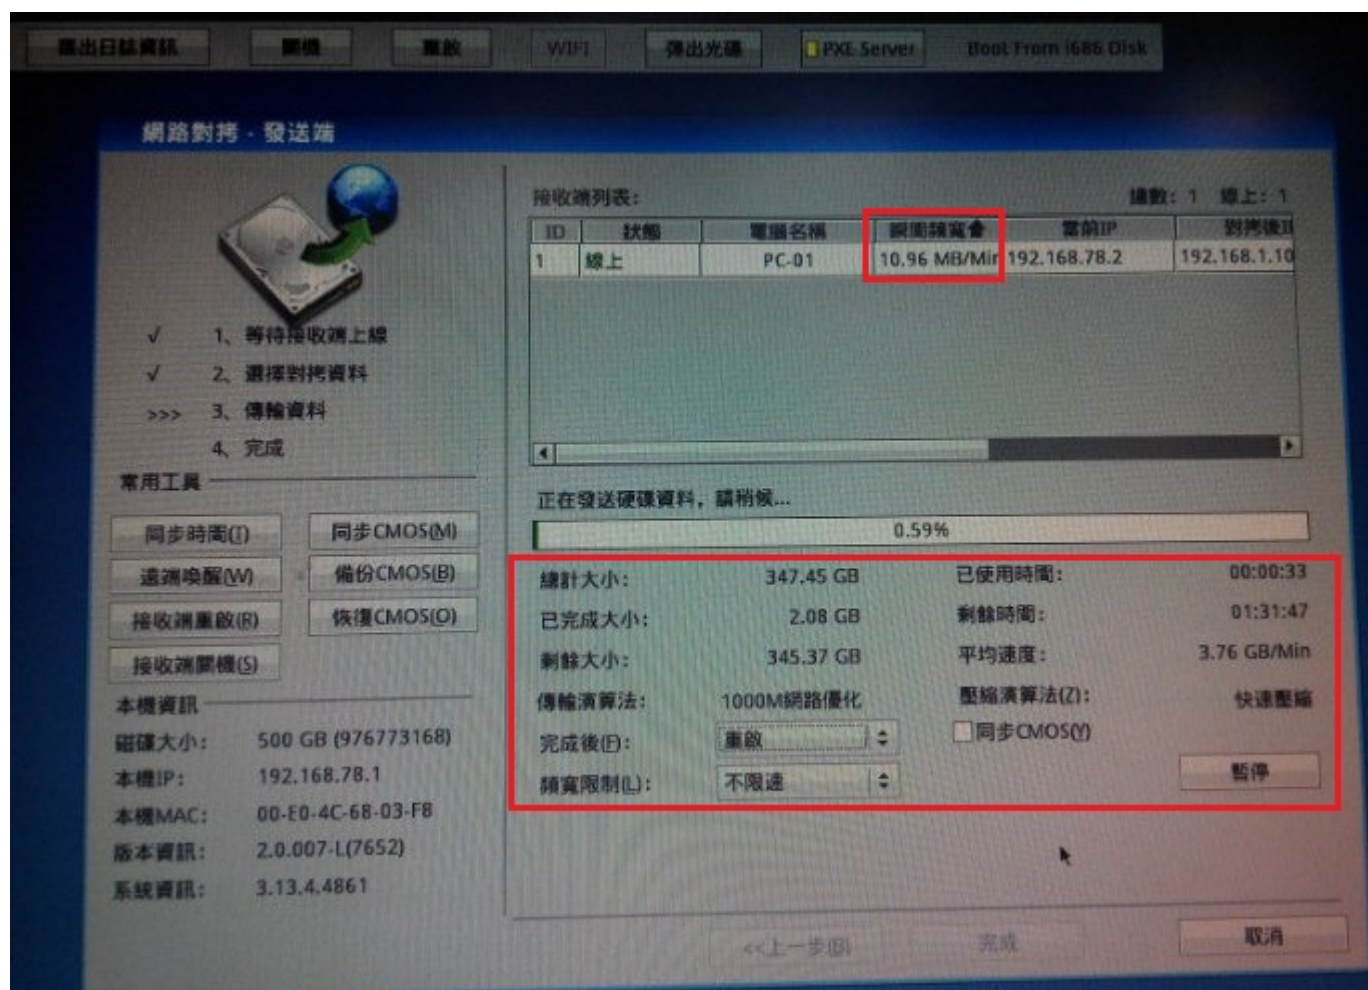 匯出日誌資訊 關機 重啟 WIFI 彈出光碟 PXE Server Boot From i686 Disk
網路對拷 - 發送端
接收端列表: 總數: 1 線上: 1
ID 狀態 電腦名稱 瞬間頻寬 當前IP 對拷後I
1 線上 PC-01 10.96 MB/Mir 192.168.78.2 192.168.1.10
√ 1、等待接收端上線
√ 2、選擇對拷資料
>>> 3、傳輸資料
4、完成
常用工具
同步時間(T) 同步CMOS(M)
遠端喚醒(W) 備份CMOS(B)
接收端重啟(R) 恢復CMOS(O)
接收端關機(S)
本機資訊
磁碟大小: 500 GB (976773168)
本機IP: 192.168.78.1
本機MAC: 00-E0-4C-68-03-F8
版本資訊: 2.0.007-L(7652)
系統資訊: 3.13.4.4861
正在發送硬碟資料，請稍候...
0.59%
總計大小: 347.45 GB 已使用時間: 00:00:33
已完成大小: 2.08 GB 剩餘時間: 01:31:47
剩餘大小: 345.37 GB 平均速度: 3.76 GB/Min
傳輸演算法: 1000M網路優化 壓縮演算法(Z): 快速壓縮
完成後(F): 重啟 同步CMOS(Y)
頻寬限制(L): 不限速 暫停
<<上一步(B) 完成 取消